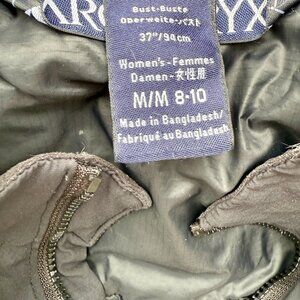 ARC YX
Bust-Buste
Oberweite-バスト
37"/94cm
Women's-Femmes
Damen-女性用
M/M 8-10
Made in Bangladesh/
Fabriqué au Bangladesh